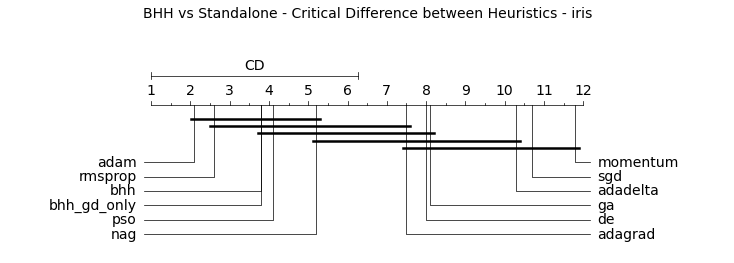 BHH vs Standalone - Critical Difference between Heuristics - iris
CD
1 2 3 4 5 6 7 8 9 10 11 12
adam
rmsprop
bhh
bhh_gd_only
pso
nag
momentum
sgd
adadelta
ga
de
adagrad